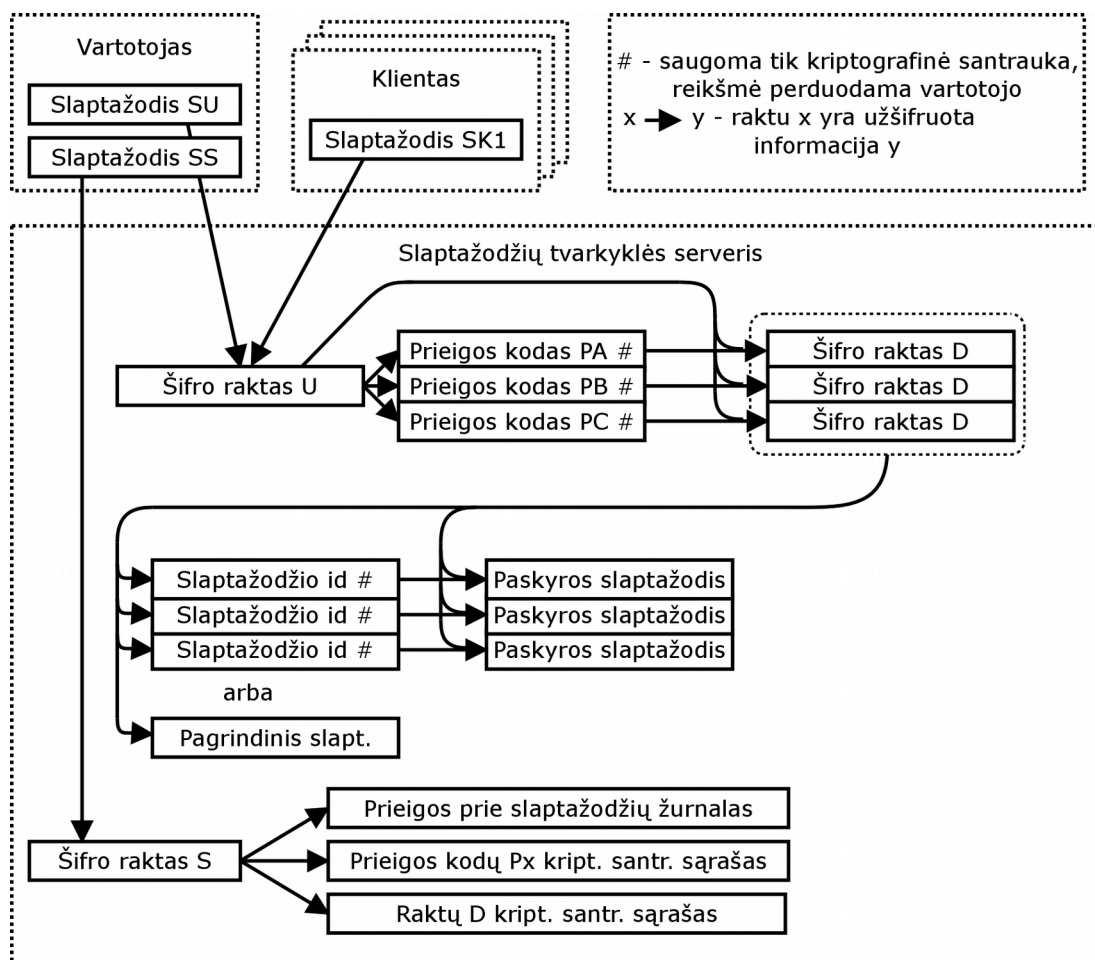 Vartotojas
Slaptažodis SU
Slaptažodis SS
Klientas
Slaptažodis SK1
# - saugoma tik kriptografinė santrauka,
reikšmė perduodama vartotojo
x y - raktu x yra užšifruota
informacija y
Slaptažodžių tvarkyklės serveris
Šifro raktas U
Prieigos kodas PA #
Prieigos kodas PB #
Prieigos kodas PC #
Šifro raktas D
Šifro raktas D
Šifro raktas D
Slaptažodžio id #
Slaptažodžio id #
Slaptažodžio id #
Paskyros slaptažodis
Paskyros slaptažodis
Paskyros slaptažodis
arba
Pagrindinis slapt.
Šifro raktas S
Prieigos prie slaptažodžių žurnalas
Prieigos kodų Px kript. santr. sąrašas
Raktų D kript. santr. sąrašas